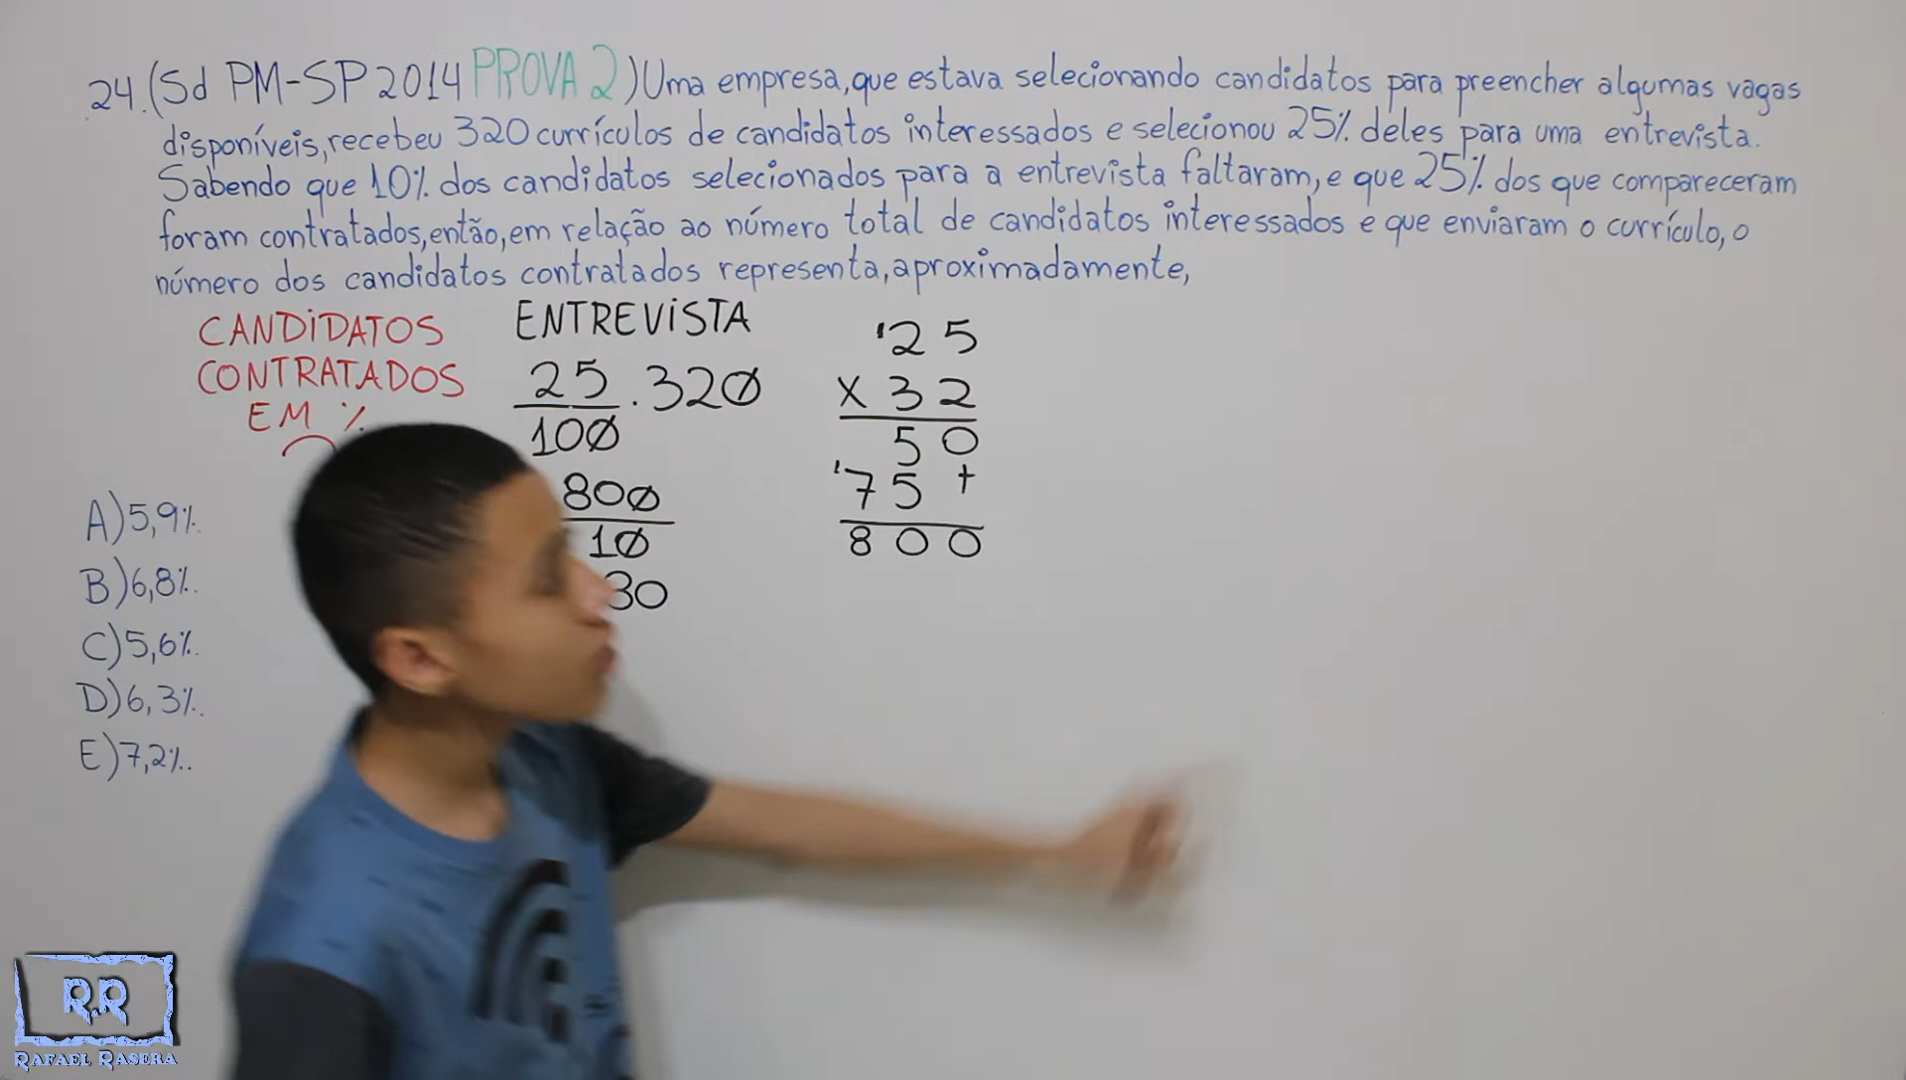 24.(Sd PM-SP 2014 PROVA 2) Uma empresa, que estava selecionando candidatos para preencher algumas vagas
disponíveis, recebeu 320 currículos de candidatos interessados e selecionou 25% deles para uma entrevista.
Sabendo que 10% dos candidatos selecionados para a entrevista faltaram, e que 25% dos que compareceram
foram contratados, então, em relação ao número total de candidatos interessados e que enviaram o currículo, o
número dos candidatos contratados representa, aproximadamente,
CANDiDATOS
CONTRATADOS
EM %
A) 5,9%.
B) 6,8%.
C) 5,6%.
D) 6,3%.
E) 7,2%.
ENTREViSTA
25 . 320
100
800
10
80
'25
x 32
50
'75 +
800
R.R
RAFAEL RASERA